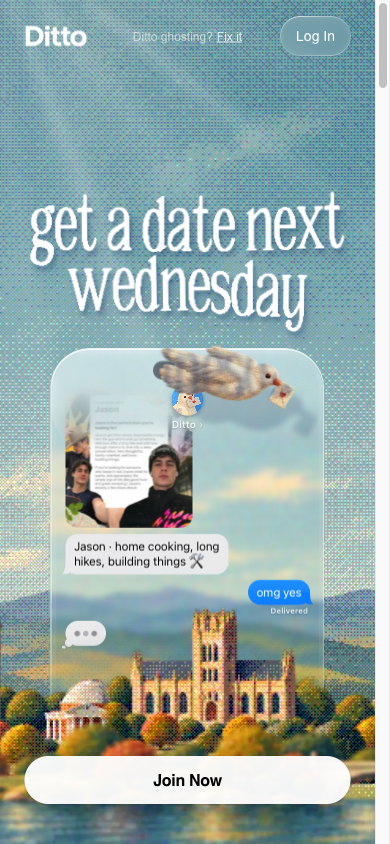 Ditto
Ditto ghosting? Fix it
Log In
get a date next
wednesday
Jason
Ditto ›
Jason · home cooking, long
hikes, building things 🛠️
omg yes
Delivered
Join Now